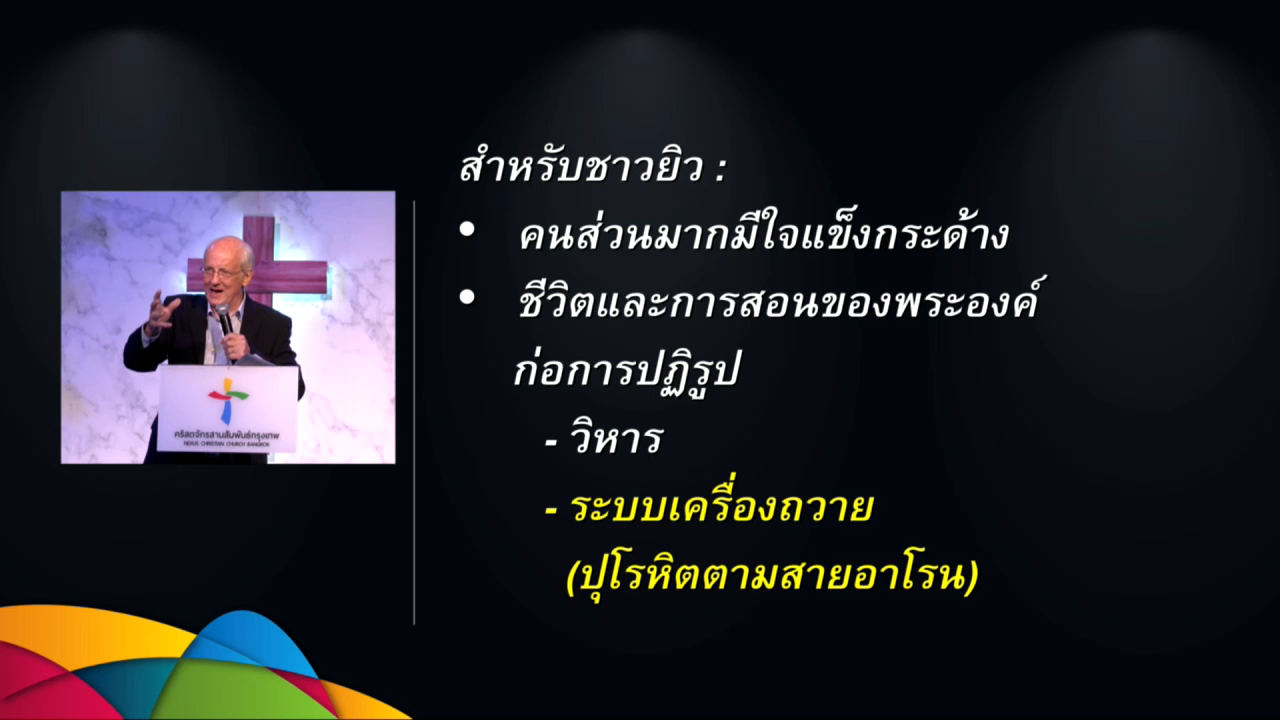 สำหรับชาวยิว :
• คนส่วนมากมีใจแข็งกระด้าง
• ชีวิตและการสอนของพระองค์
ก่อการปฏิรูป
- วิหาร
- ระบบเครื่องถวาย
(ปุโรหิตตามสายอาโรน)
คริสตจักรสานสัมพันธ์กรุงเทพ
NEXUS CHRISTIAN CHURCH BANGKOK